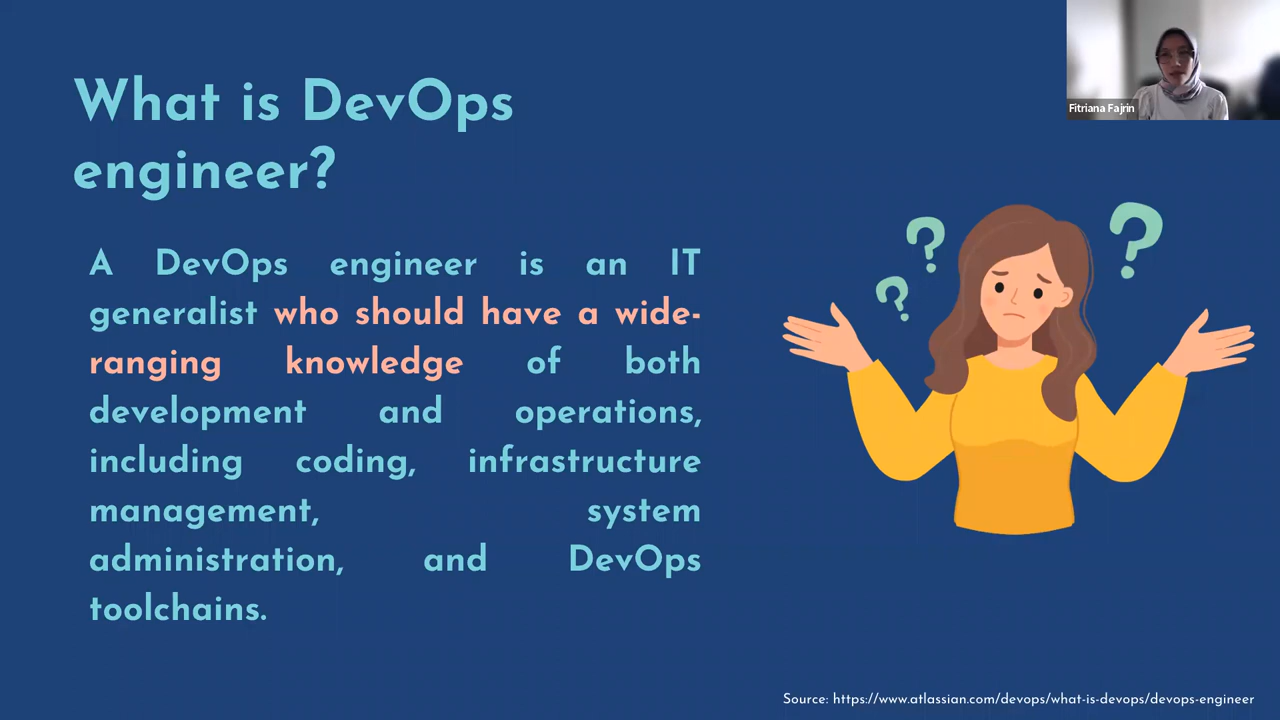 What is DevOps
engineer?
Fitriana Fajrin
A DevOps engineer is an IT
generalist who should have a wide-
ranging knowledge of both
development and operations,
including coding, infrastructure
management, system
administration, and DevOps
toolchains.
? ? ?
Source: https://www.atlassian.com/devops/what-is-devops/devops-engineer